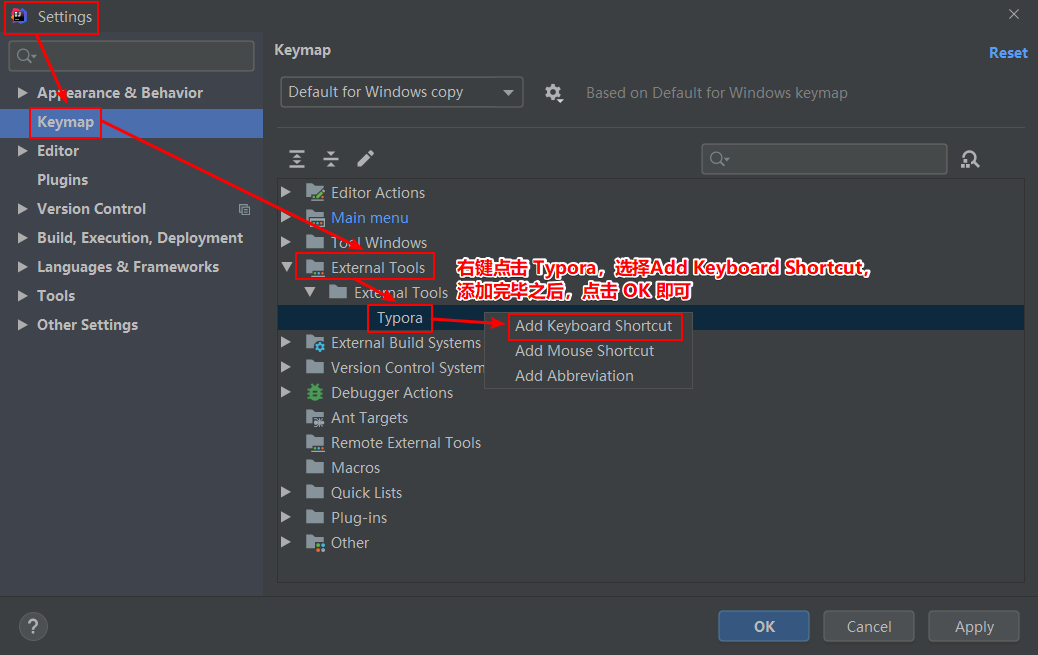 Settings
Keymap
Reset
Default for Windows copy
Based on Default for Windows keymap
Appearance & Behavior
Keymap
Editor
Plugins
Version Control
Build, Execution, Deployment
Languages & Frameworks
Tools
Other Settings
Editor Actions
Main menu
Tool Windows
External Tools
External Tools
Typora
右键点击 Typora，选择Add Keyboard Shortcut，
添加完毕之后，点击 OK 即可
Add Keyboard Shortcut
Add Mouse Shortcut
Add Abbreviation
External Build Systems
Version Control System
Debugger Actions
Ant Targets
Remote External Tools
Macros
Quick Lists
Plug-ins
Other
?
OK
Cancel
Apply